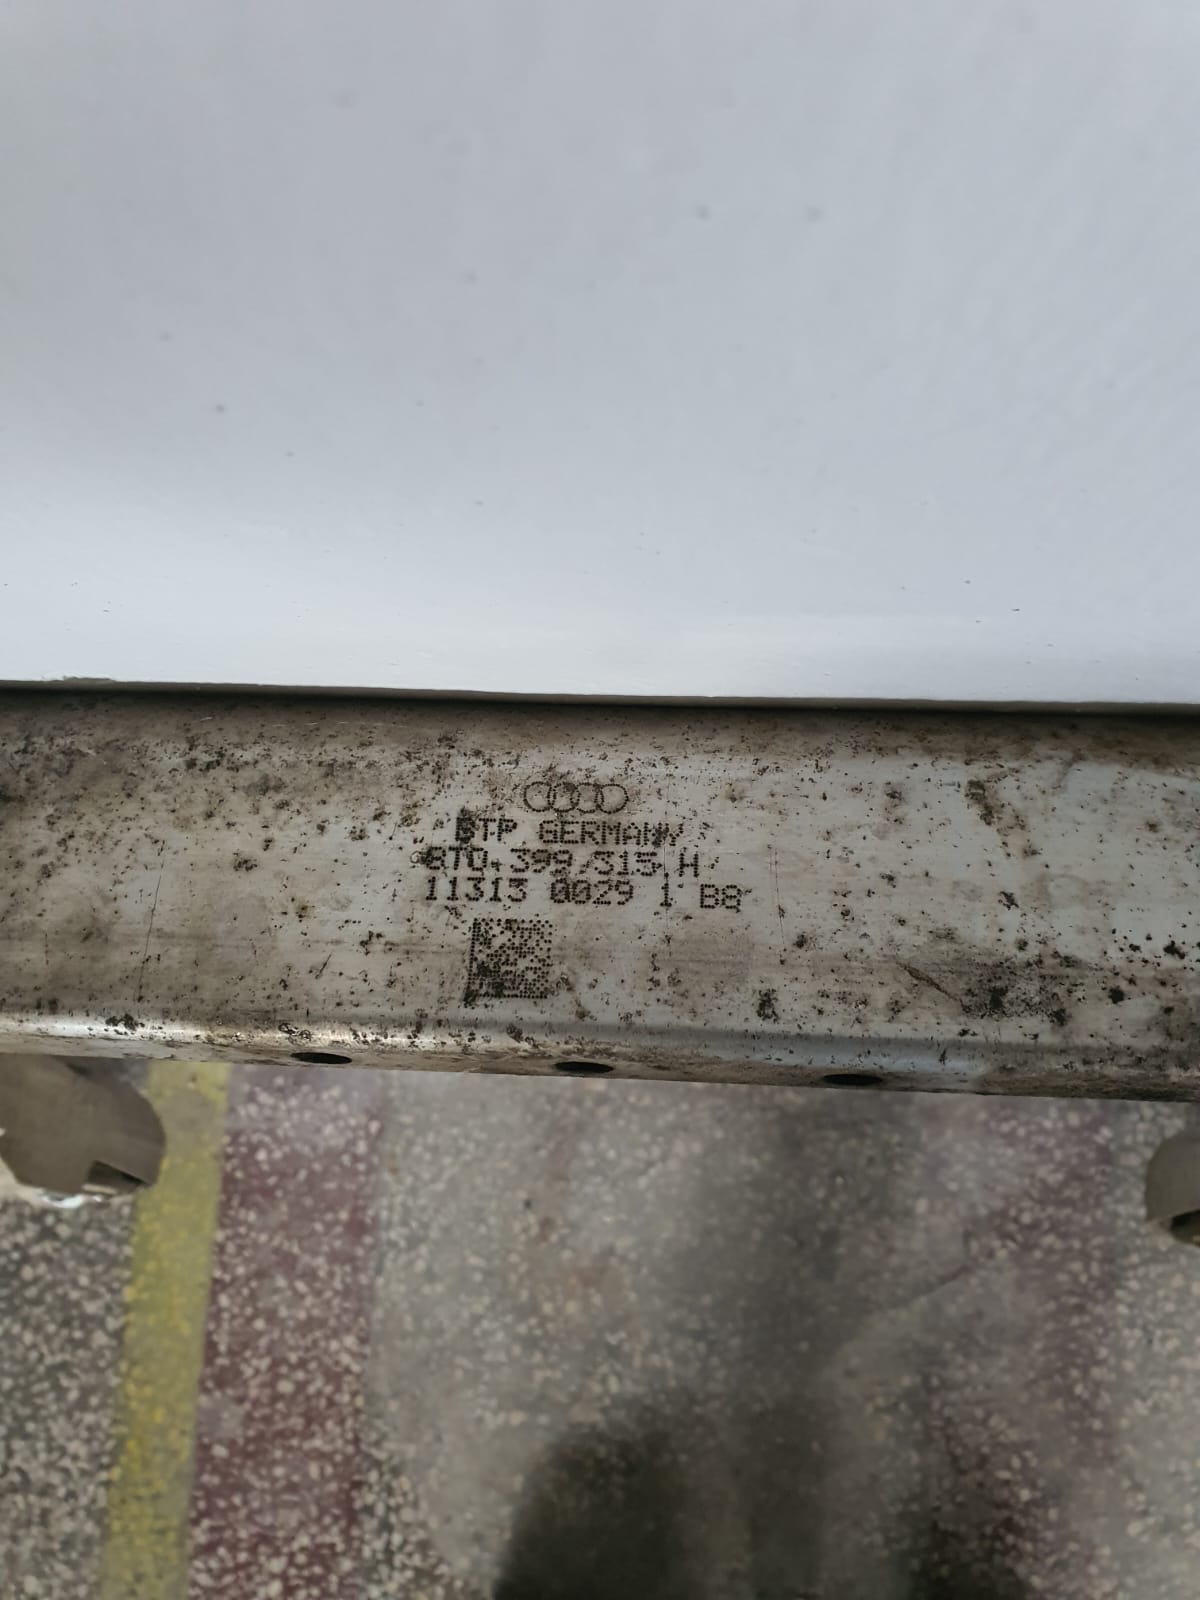 BTP GERMANY
8T0 399 315 H
11313 0029 1 B8